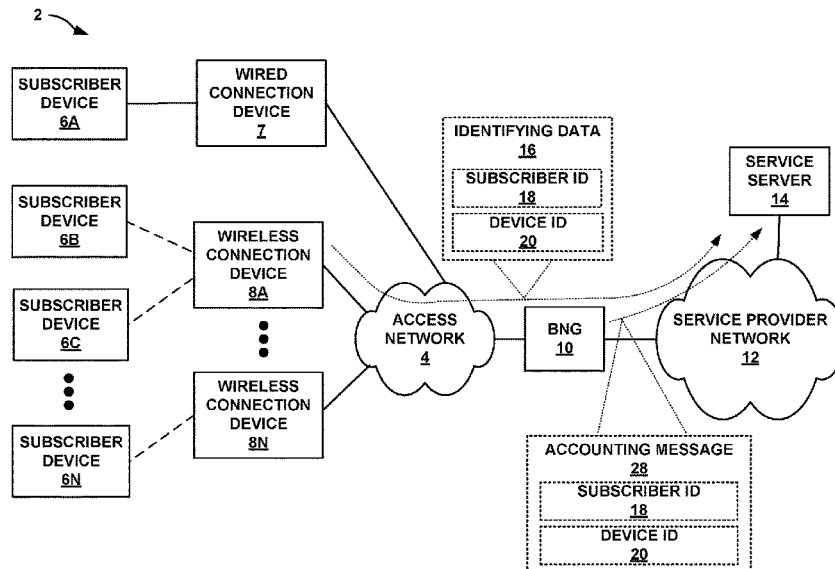 2
SUBSCRIBER
DEVICE
6A
WIRED
CONNECTION
DEVICE
7
IDENTIFYING DATA
16
SUBSCRIBER ID
18
DEVICE ID
20
SERVICE
SERVER
14
SUBSCRIBER
DEVICE
6B
WIRELESS
CONNECTION
DEVICE
8A
SUBSCRIBER
DEVICE
6C
ACCESS
NETWORK
4
BNG
10
SERVICE PROVIDER
NETWORK
12
WIRELESS
CONNECTION
DEVICE
8N
SUBSCRIBER
DEVICE
6N
ACCOUNTING MESSAGE
28
SUBSCRIBER ID
18
DEVICE ID
20